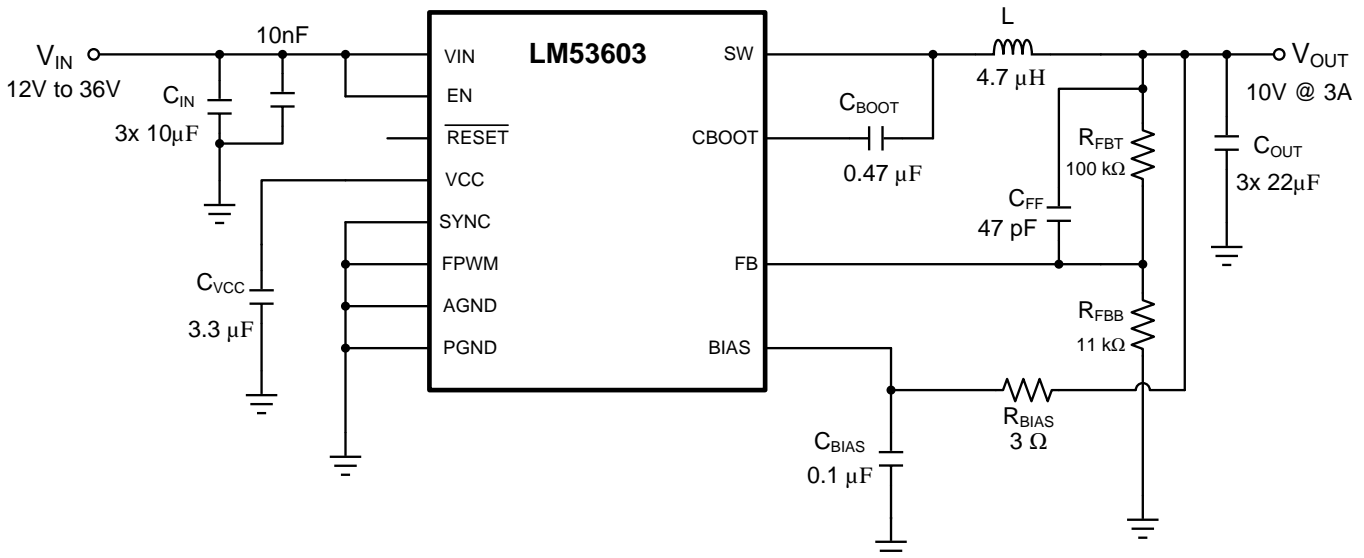 V_IN
12V to 36V
10nF
C_IN
3x 10µF
C_VCC
3.3 µF
LM53603
VIN
EN
RESET
VCC
SYNC
FPWM
AGND
PGND
SW
CBOOT
FB
BIAS
L
4.7 µH
C_BOOT
0.47 µF
C_FF
47 pF
R_FBT
100 kΩ
R_FBB
11 kΩ
R_BIAS
3 Ω
C_BIAS
0.1 µF
V_OUT
10V @ 3A
C_OUT
3x 22µF